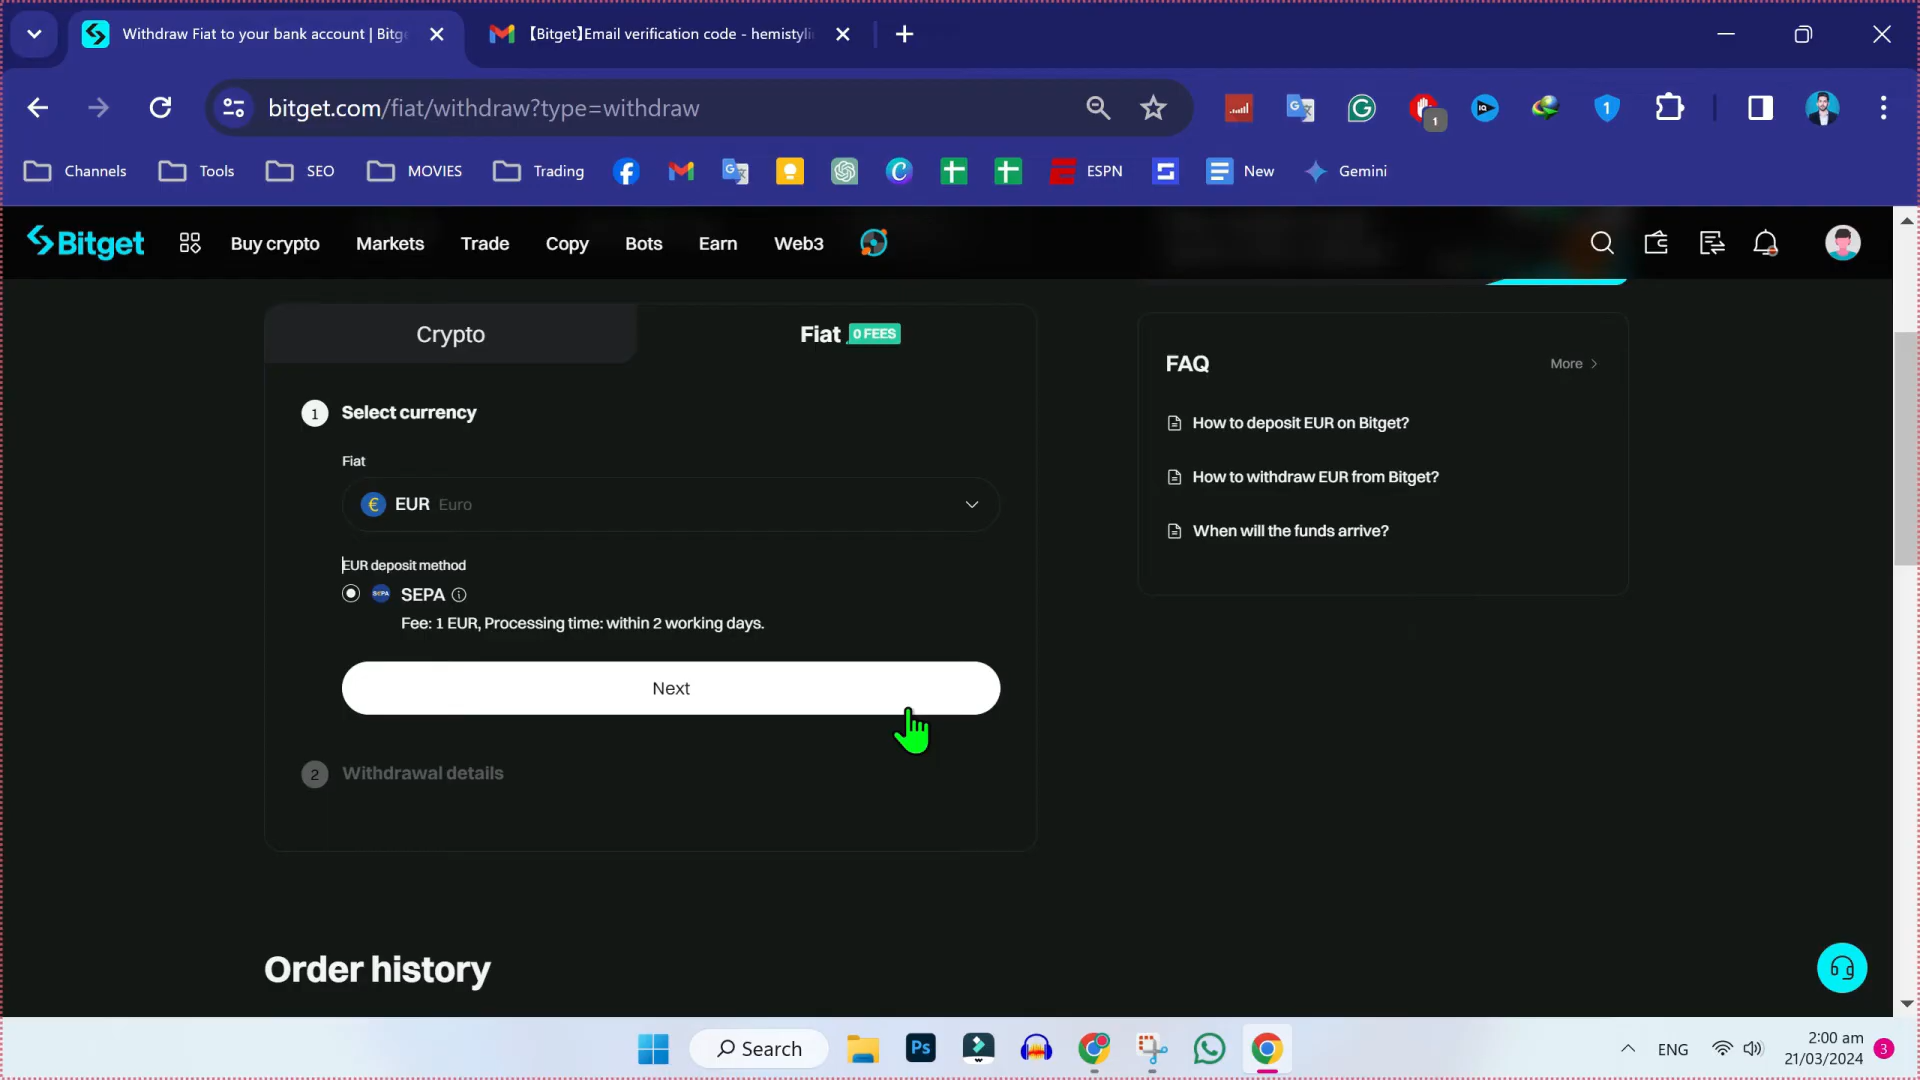 Withdraw Fiat to your bank account | Bitg
【Bitget】Email verification code - hemistyli
bitget.com/fiat/withdraw?type=withdraw
1
1
Channels
Tools
SEO
MOVIES
Trading
ESPN
New
Gemini
Bitget
Buy crypto
Markets
Trade
Copy
Bots
Earn
Web3
Crypto
Fiat
0 FEES
1 Select currency
Fiat
€ EUR Euro
EUR deposit method
SEPA SEPA
Fee: 1 EUR, Processing time: within 2 working days.
Next
2 Withdrawal details
FAQ
More
How to deposit EUR on Bitget?
How to withdraw EUR from Bitget?
When will the funds arrive?
Order history
Search
Ps
ENG
2:00 am
21/03/2024
3